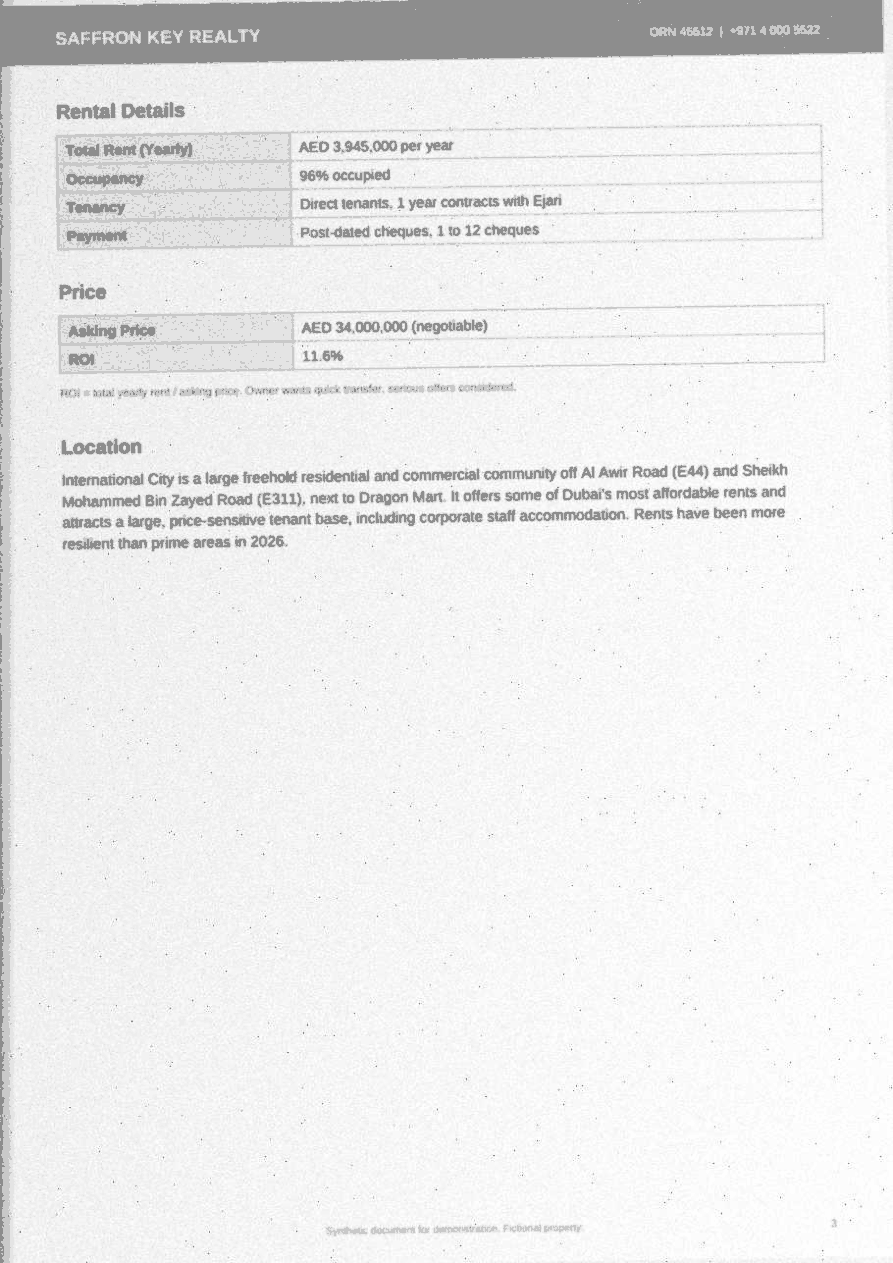 SAFFRON KEY REALTY
ORN 45512 | +971 4 000 5522
Rental Details
Total Rent (Yearly) AED 3,945,000 per year
Occupancy 96% occupied
Tenancy Direct tenants, 1 year contracts with Ejari
Payment Post-dated cheques, 1 to 12 cheques
Price
Asking Price AED 34,000,000 (negotiable)
ROI 11.6%
ROI = total yearly rent / asking price. Owner wants quick transfer, serious offers considered.
Location
International City is a large freehold residential and commercial community off Al Awir Road (E44) and Sheikh
Mohammed Bin Zayed Road (E311), next to Dragon Mart. It offers some of Dubai's most affordable rents and
attracts a large, price-sensitive tenant base, including corporate staff accommodation. Rents have been more
resilient than prime areas in 2026.
Synthetic document for demonstration. Fictional property.
3